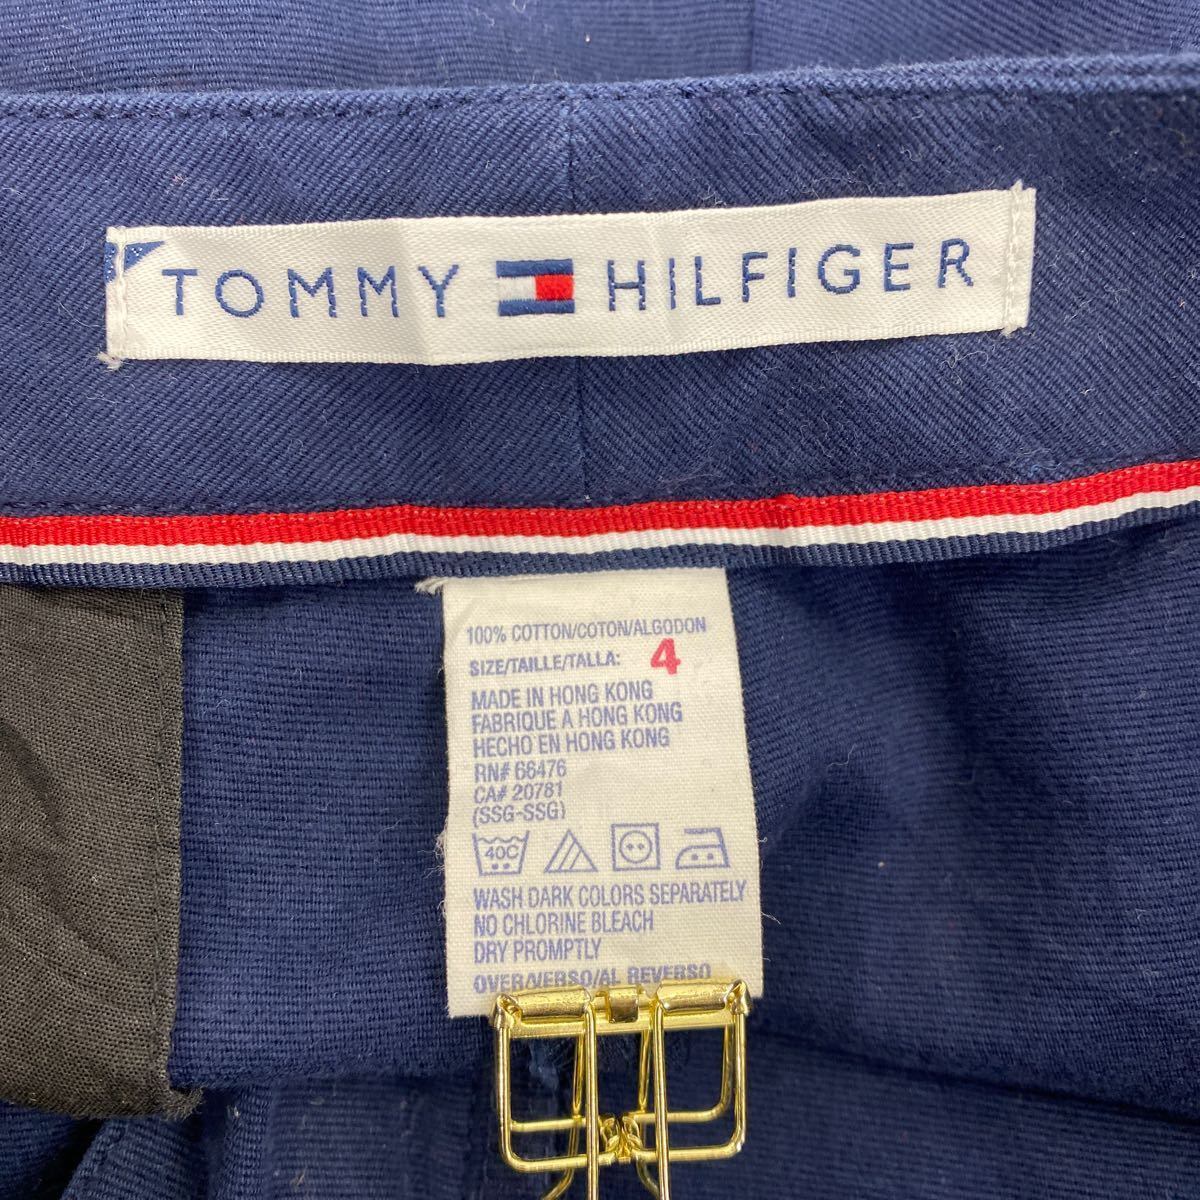 TOMMY HILFIGER
100% COTTON/COTON/ALGODON
SIZE/TAILLE/TALLA: 4
MADE IN HONG KONG
FABRIQUE A HONG KONG
HECHO EN HONG KONG
RN# 66476
CA# 20781
(SSG-SSG)
40C
WASH DARK COLORS SEPARATELY
NO CHLORINE BLEACH
DRY PROMPTLY
OVER/VERSO/AL REVERSO